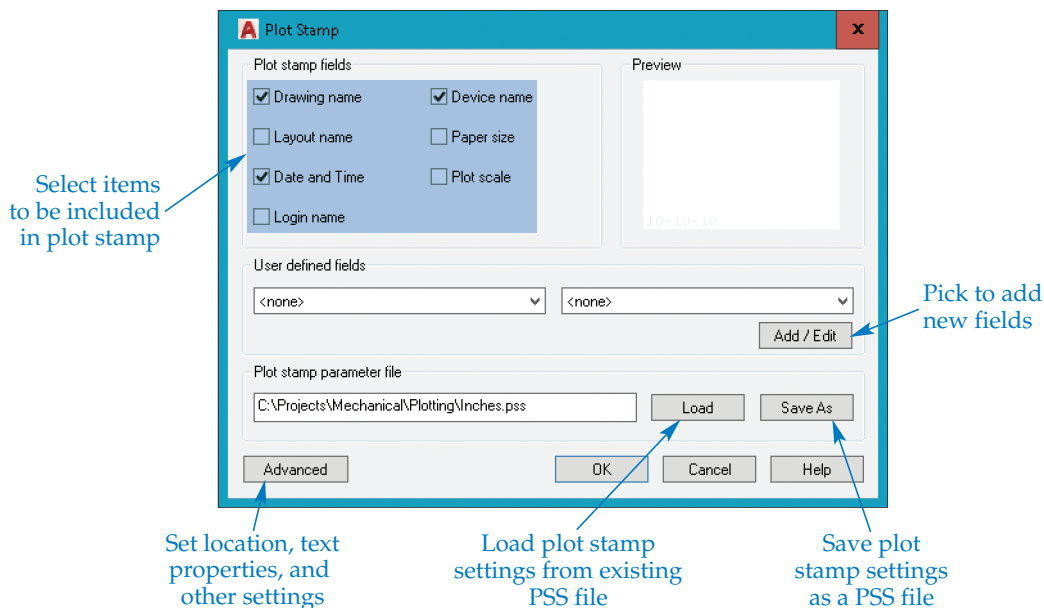 Plot Stamp
x
Plot stamp fields
Preview
Drawing name
Device name
Layout name
Paper size
Date and Time
Plot scale
Login name
10-10-10
Select items
to be included
in plot stamp
User defined fields
<none>
<none>
Add / Edit
Pick to add
new fields
Plot stamp parameter file
C:\Projects\Mechanical\Plotting\Inches.pss
Load
Save As
Advanced
OK
Cancel
Help
Set location, text
properties, and
other settings
Load plot stamp
settings from existing
PSS file
Save plot
stamp settings
as a PSS file